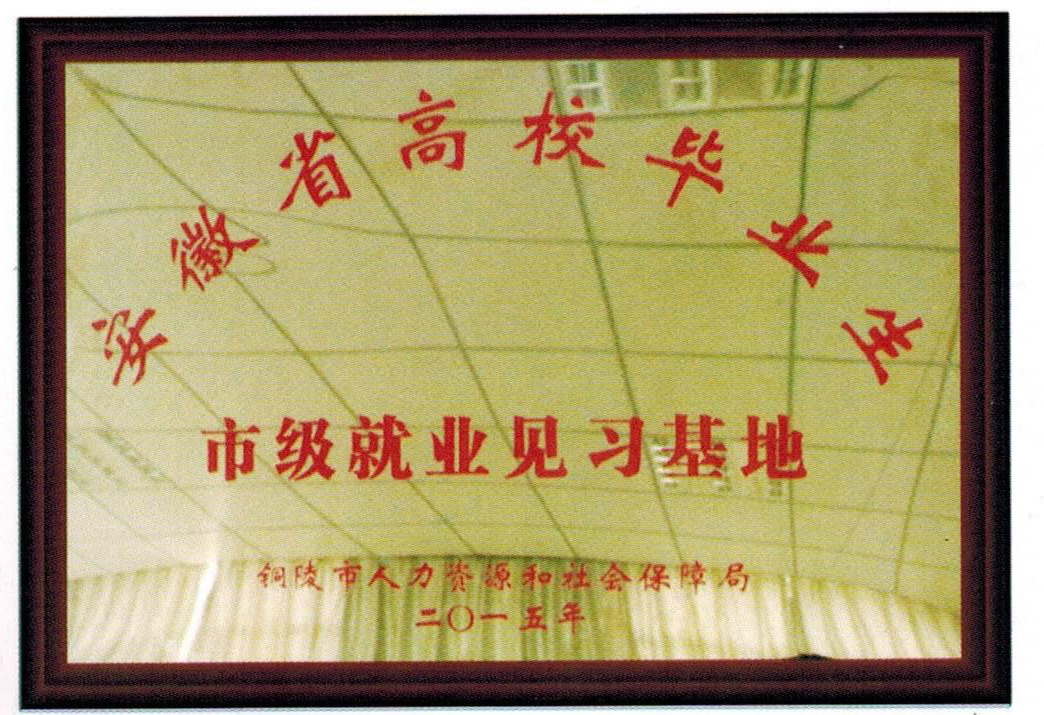 安徽省高校毕业生
市级就业见习基地
铜陵市人力资源和社会保障局
二〇一五年